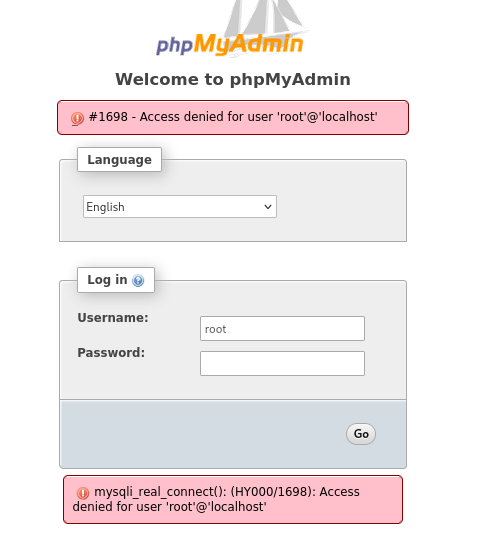 phpMyAdmin
Welcome to phpMyAdmin
#1698 - Access denied for user 'root'@'localhost'
Language
English
Log in
Username:
root
Password:
Go
mysqli_real_connect(): (HY000/1698): Access
denied for user 'root'@'localhost'